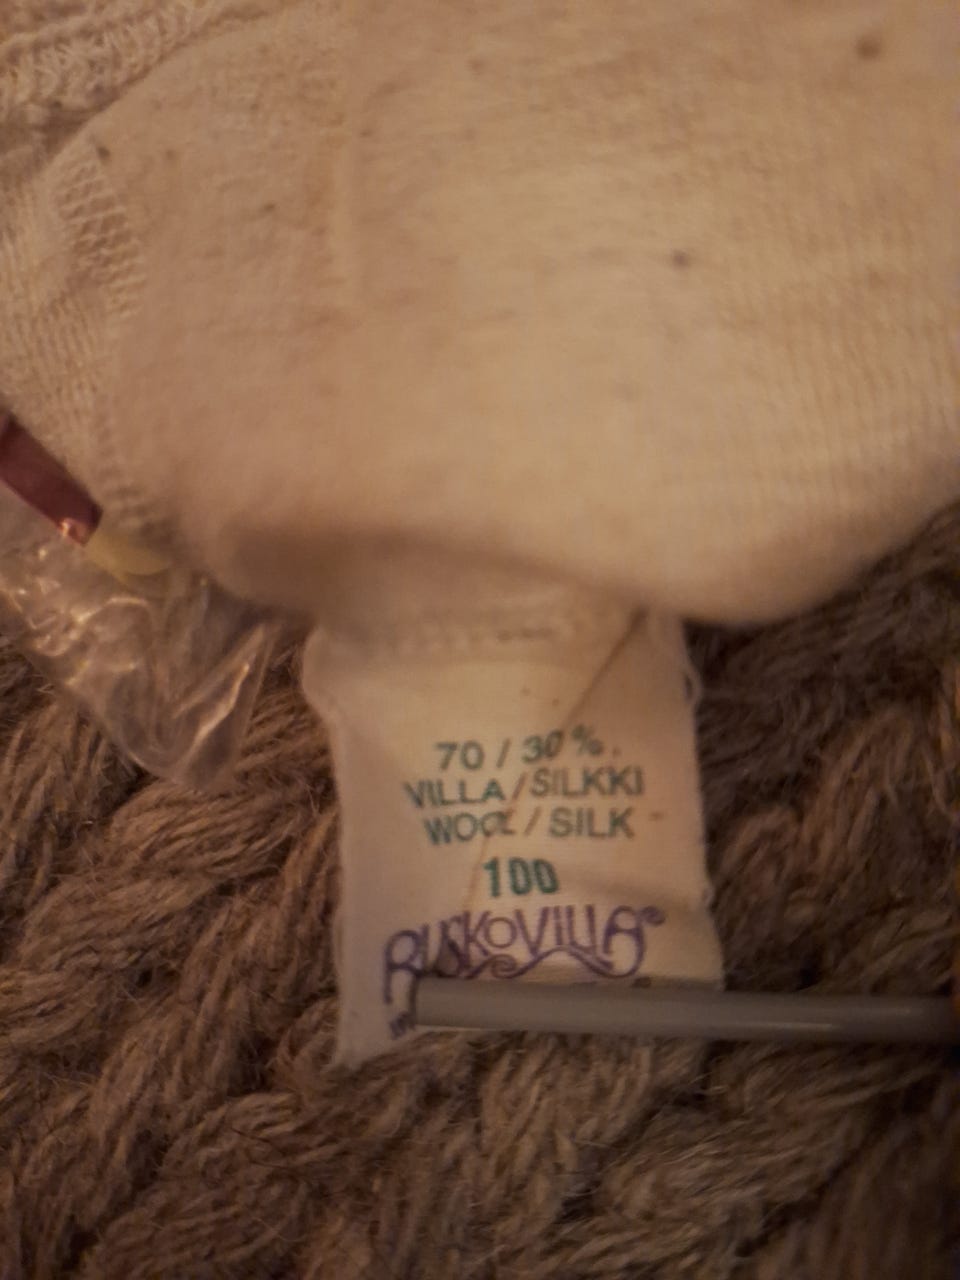 70 / 30 %
VILLA / SILKKI
WOOL / SILK
100
RUSKOVILLA